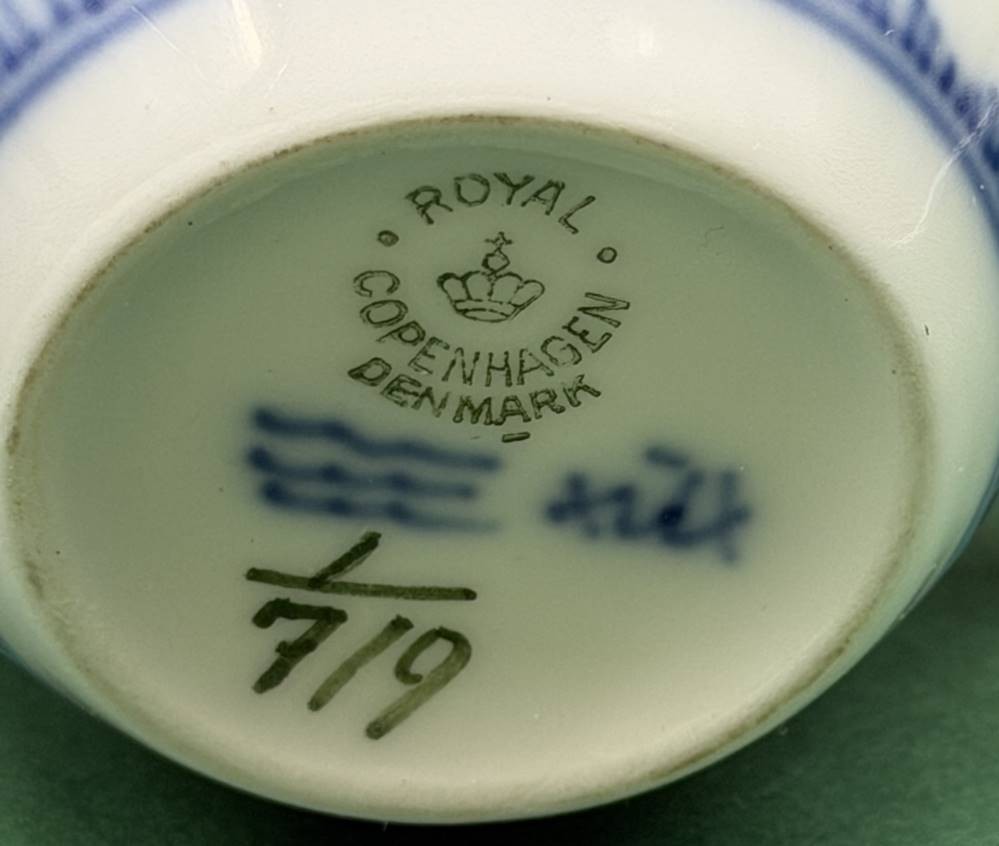 ROYAL
COPENHAGEN
DENMARK
1
719